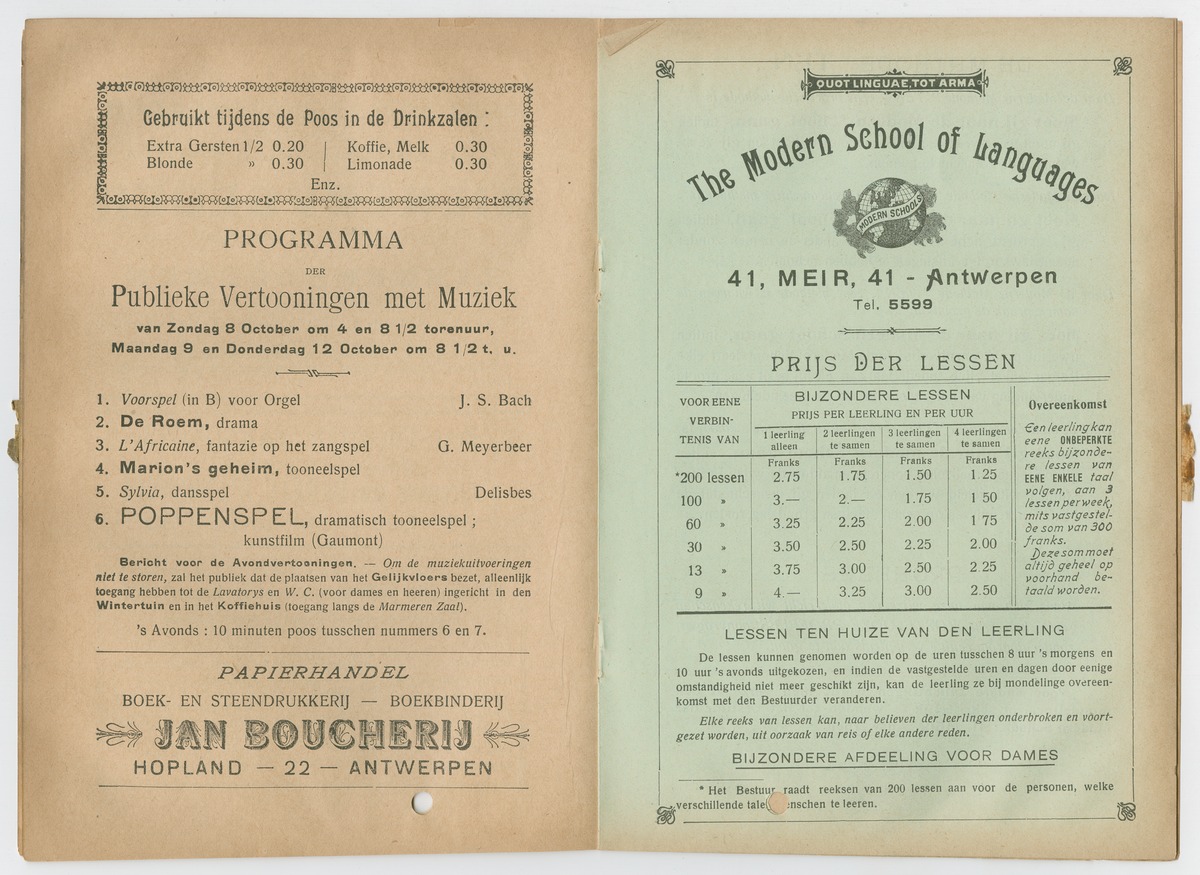 Gebruikt tijdens de Poos in de Drinkzalen :
Extra Gersten 1/2 0.20 | Koffie, Melk 0.30
Blonde » 0.30 | Limonade 0.30
Enz.
PROGRAMMA
DER
Publieke Vertooningen met Muziek
van Zondag 8 October om 4 en 8 1/2 torenuur,
Maandag 9 en Donderdag 12 October om 8 1/2 t. u.
1. Voorspel (in B) voor Orgel J. S. Bach
2. De Roem, drama
3. L'Africaine, fantazie op het zangspel G. Meyerbeer
4. Marion's geheim, tooneelspel
5. Sylvia, dansspel Delisbes
6. POPPENSPEL, dramatisch tooneelspel ;
kunstfilm (Gaumont)
Bericht voor de Avondvertooningen. — Om de muziekuitvoeringen
niet te storen, zal het publiek dat de plaatsen van het Gelijkvloers bezet, alleenlijk
toegang hebben tot de Lavatorys en W. C. (voor dames en heeren) ingericht in den
Wintertuin en in het Koffiehuis (toegang langs de Marmeren Zaal).
's Avonds : 10 minuten poos tusschen nummers 6 en 7.
PAPIERHANDEL
BOEK- EN STEENDRUKKERIJ — BOEKBINDERIJ
JAN BOUCHERIJ
HOPLAND — 22 — ANTWERPEN
QUOT LINGUAE, TOT ARMA
The Modern School of Languages
MODERN SCHOOLS
41, MEIR, 41 - Antwerpen
Tel. 5599
PRIJS DER LESSEN
VOOR EENE
VERBIN-
TENIS VAN
BIJZONDERE LESSEN
PRIJS PER LEERLING EN PER UUR
1 leerling alleen 2 leerlingen te samen 3 leerlingen te samen 4 leerlingen te samen
Franks Franks Franks Franks
*200 lessen 2.75 1.75 1.50 1 25
100 » 3.— 2.— 1.75 1 50
60 » 3.25 2.25 2.00 1 75
30 » 3.50 2.50 2.25 2.00
13 » 3.75 3.00 2.50 2.25
9 » 4.— 3.25 3.00 2.50
Overeenkomst
Een leerling kan
eene ONBEPERKTE
reeks bijzonde-
re lessen van
EENE ENKELE taal
volgen, aan 3
lessen per week,
mits vastgestel-
de som van 300
franks.
Deze som moet
altijd geheel op
voorhand be-
taald worden.
LESSEN TEN HUIZE VAN DEN LEERLING
De lessen kunnen genomen worden op de uren tusschen 8 uur 's morgens en
10 uur 's avonds uitgekozen, en indien de vastgestelde uren en dagen door eenige
omstandigheid niet meer geschikt zijn, kan de leerling ze bij mondelinge overeen-
komst met den Bestuurder veranderen.
Elke reeks van lessen kan, naar believen der leerlingen onderbroken en voort-
gezet worden, uit oorzaak van reis of elke andere reden.
BIJZONDERE AFDEELING VOOR DAMES
* Het Bestuur raadt reeksen van 200 lessen aan voor de personen, welke
verschillende tale enschen te leeren.